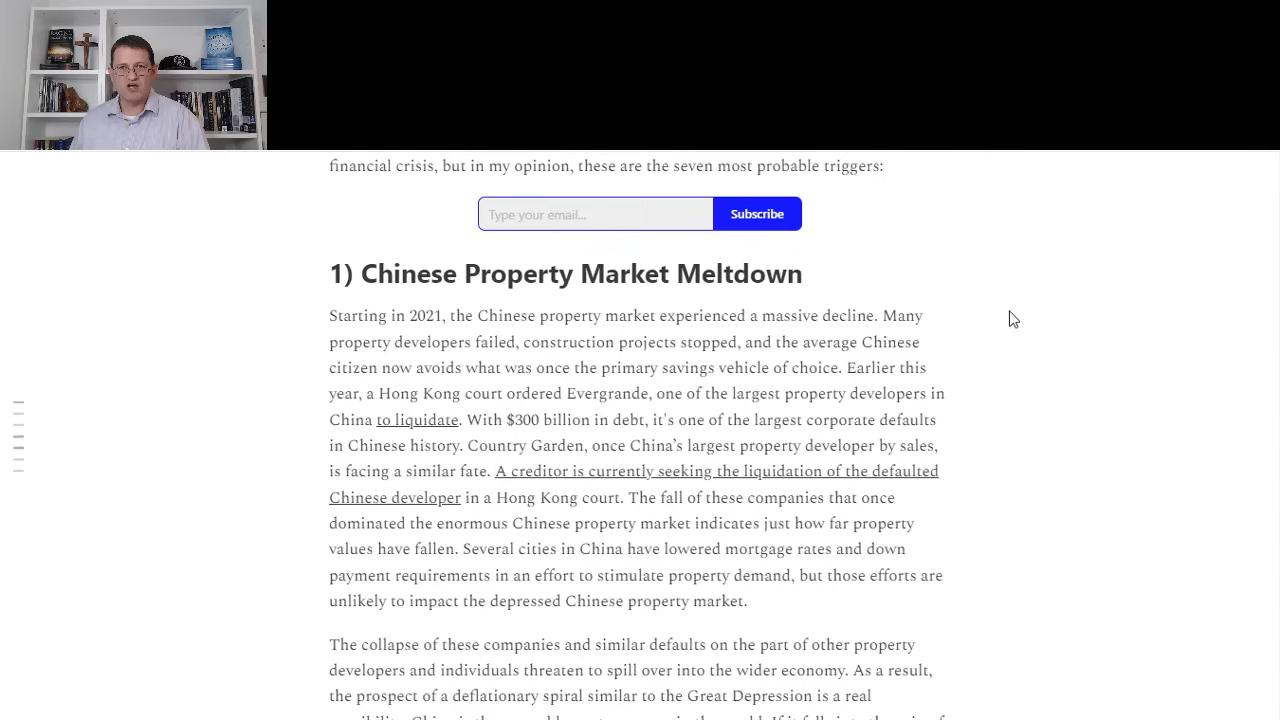 financial crisis, but in my opinion, these are the seven most probable triggers:
Type your email...
Subscribe
1) Chinese Property Market Meltdown
Starting in 2021, the Chinese property market experienced a massive decline. Many
property developers failed, construction projects stopped, and the average Chinese
citizen now avoids what was once the primary savings vehicle of choice. Earlier this
year, a Hong Kong court ordered Evergrande, one of the largest property developers in
China to liquidate. With $300 billion in debt, it's one of the largest corporate defaults
in Chinese history. Country Garden, once China’s largest property developer by sales,
is facing a similar fate. A creditor is currently seeking the liquidation of the defaulted
Chinese developer in a Hong Kong court. The fall of these companies that once
dominated the enormous Chinese property market indicates just how far property
values have fallen. Several cities in China have lowered mortgage rates and down
payment requirements in an effort to stimulate property demand, but those efforts are
unlikely to impact the depressed Chinese property market.
The collapse of these companies and similar defaults on the part of other property
developers and individuals threaten to spill over into the wider economy. As a result,
the prospect of a deflationary spiral similar to the Great Depression is a real